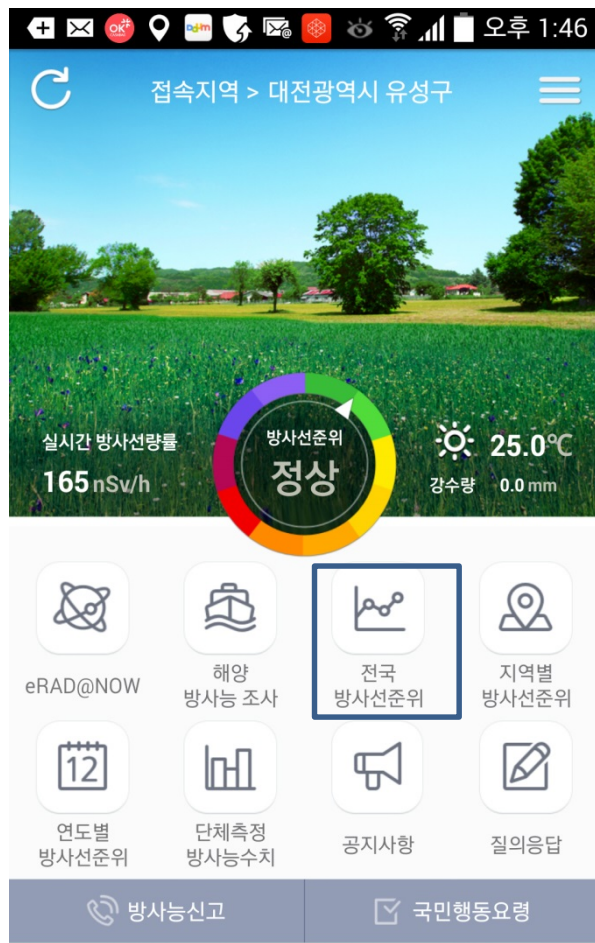 오후 1:46
접속지역 > 대전광역시 유성구
실시간 방사선량률
165 nSv/h
방사선준위
정상
25.0℃
강수량 0.0 mm
eRAD@NOW
해양
방사능 조사
전국
방사선준위
지역별
방사선준위
12
연도별
방사선준위
단체측정
방사능수치
공지사항
질의응답
방사능신고
국민행동요령